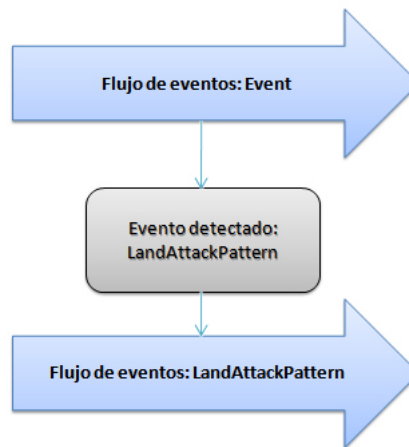 Flujo de eventos: Event
Evento detectado:
LandAttackPattern
Flujo de eventos: LandAttackPattern